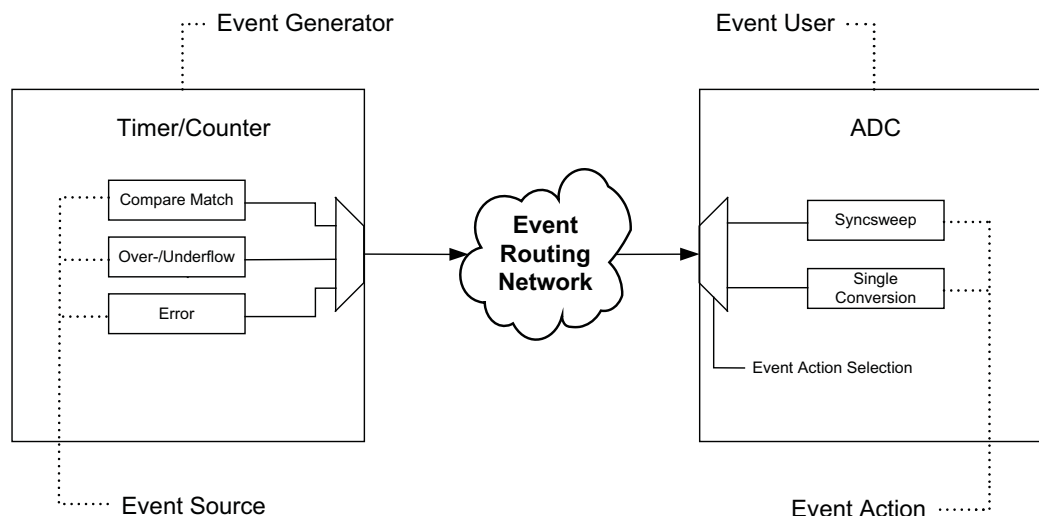 Event Generator
Event User
Timer/Counter
ADC
Compare Match
Over-/Underflow
Error
Event
Routing
Network
Syncsweep
Single
Conversion
Event Action Selection
Event Source
Event Action